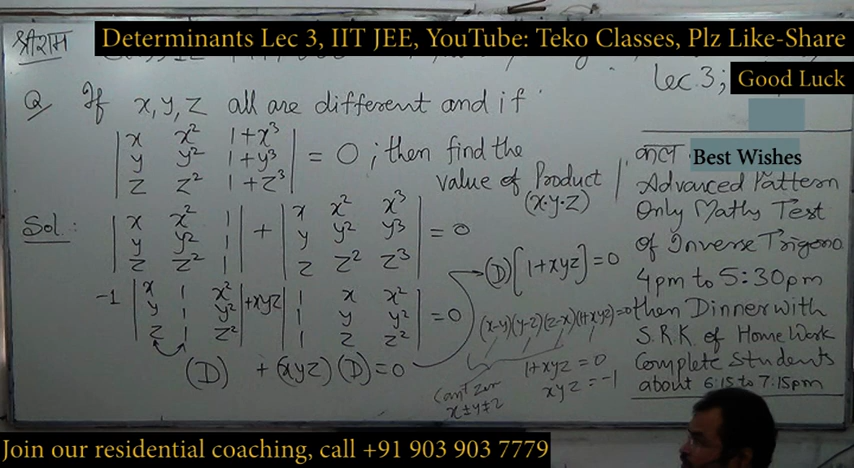 श्रीराम
Determinants Lec 3, IIT JEE, YouTube: Teko Classes, Plz Like-Share
Lec.3;
Good Luck
Q If x, y, z all are different and if
| x x² 1+x³ |
| y y² 1+y³ | = 0 ; then find the
| z z² 1+z³ |
value of Product
(x·y·z)
Sol:
| x x² 1 | + | x x² x³ |
| y y² 1 | + | y y² y³ | = 0
| z z² 1 | + | z z² z³ |
-1 | x 1 x² | + xyz | 1 x x² |
| y 1 y² | | 1 y y² | = 0
| z 1 z² | | 1 z z² |
(D) + (xyz) (D) = 0
(D) [1+xyz] = 0
(x-y)(y-z)(z-x)(1+xyz)=0
Can't zero
x≠y≠z
1+xyz = 0
xyz = -1
कल
Best Wishes
Advanced Pattern
Only Maths Test
of Inverse Trigono
4pm to 5:30pm
then Dinner with
S.R.K. of Home Work
Complete Students
about 6:15 to 7:15pm
Join our residential coaching, call +91 903 903 7779